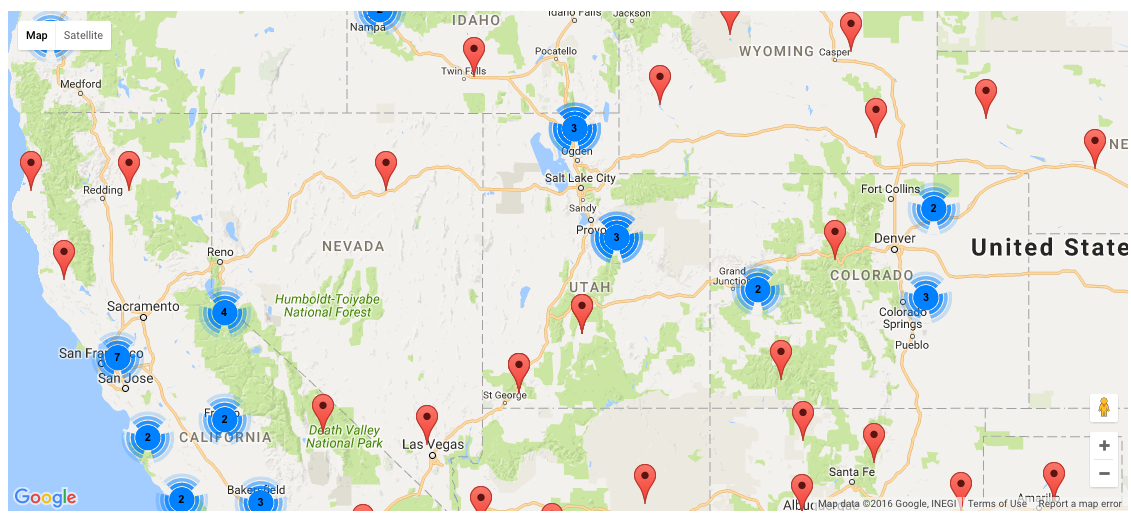 IDAHO
Idaho Falls
Jackson
Map
Satellite
Nampa
WYOMING
Casper
Pocatello
Twin Falls
Medford
3
Ogden
NE
Salt Lake City
Redding
Fort Collins
Sandy
2
Provo
3
Denver
NEVADA
Reno
United State
COLORADO
Grand
Junction
2
UTAH
3
Humboldt-Toiyabe
National Forest
Sacramento
4
Colorado
Springs
Pueblo
San Francisco
7
San Jose
St George
2
2
CALIFORNIA
Death Valley
National Park
Las Vegas
Santa Fe
Bakersfield
2
3
Google
Amarillo
Albuquerque
Map data ©2016 Google, INEGI
Terms of Use
Report a map error